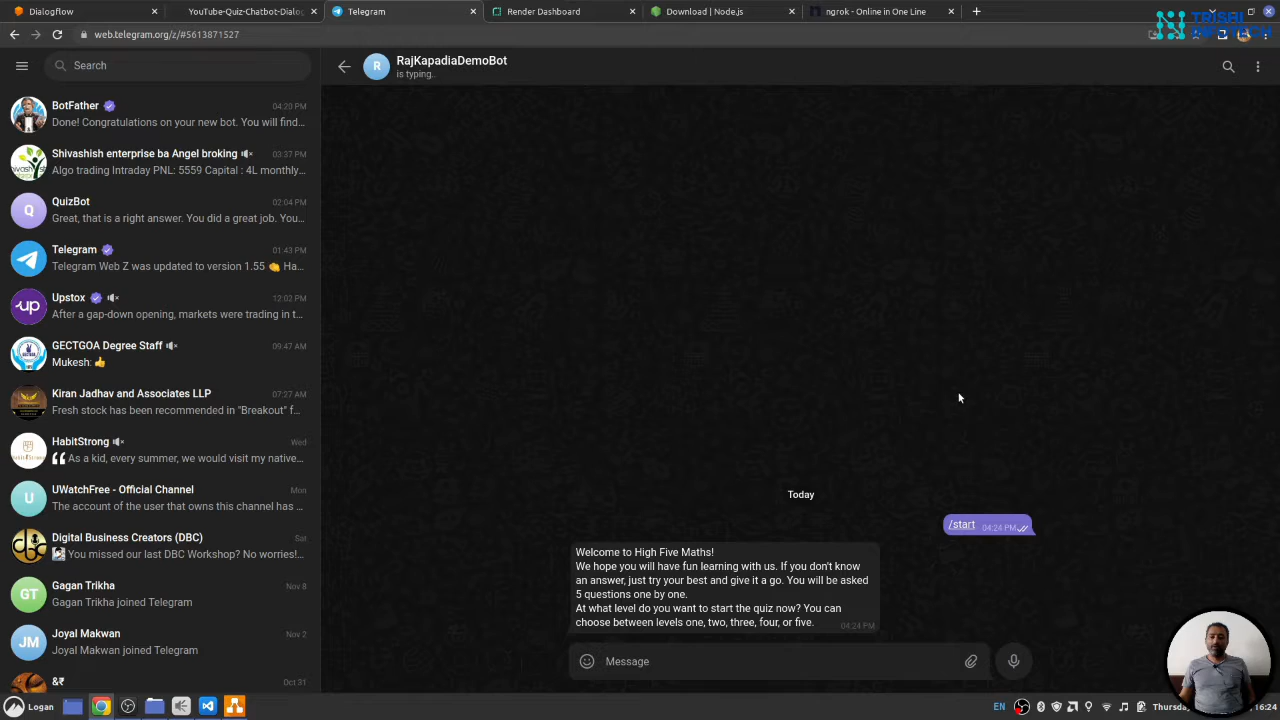 Dialogflow
YouTube-Quiz-Chatbot-Dialog
Telegram
Render Dashboard
Download | Node.js
ngrok - Online in One Line
TRISHI
INFOTECH
web.telegram.org/z/#5613871527
Search
R
RajKapadiaDemoBot
is typing..
BotFather
04:20 PM
Done! Congratulations on your new bot. You will find...
Shivashish enterprise ba Angel broking
03:37 PM
Algo trading Intraday PNL: 5559 Capital : 4L monthly...
Q
QuizBot
02:04 PM
Great, that is a right answer. You did a great job. You...
Telegram
01:43 PM
Telegram Web Z was updated to version 1.55 👏 Ha...
up
Upstox
12:02 PM
After a gap-down opening, markets were trading in t...
GECTGOA Degree Staff
09:47 AM
Mukesh: 👍
Kiran Jadhav and Associates LLP
07:27 AM
Fresh stock has been recommended in "Breakout" f...
HabitStrong
Wed
As a kid, every summer, we would visit my native...
U
UWatchFree - Official Channel
Mon
The account of the user that owns this channel has ...
Digital Business Creators (DBC)
Sat
You missed our last DBC Workshop? No worries!...
GT
Gagan Trikha
Nov 8
Gagan Trikha joined Telegram
JM
Joyal Makwan
Nov 2
Joyal Makwan joined Telegram
&₹
Oct 31
Today
/start
04:24 PM
Welcome to High Five Maths!
We hope you will have fun learning with us. If you don't know
an answer, just try your best and give it a go. You will be asked
5 questions one by one.
At what level do you want to start the quiz now? You can
choose between levels one, two, three, four, or five.
04:24 PM
Message
Logan
EN
Thursday,
16:24